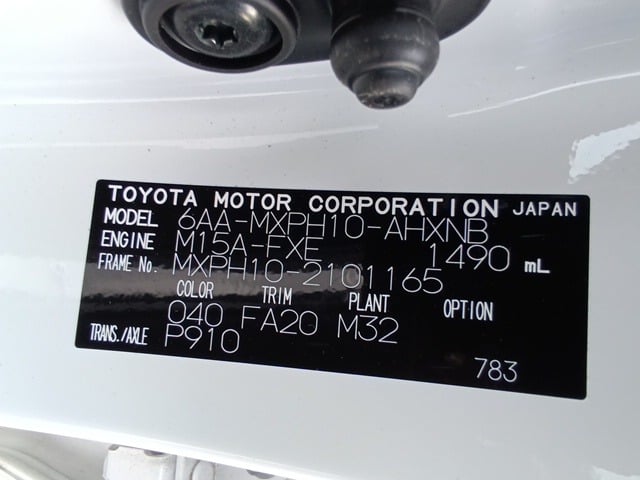 TOYOTA MOTOR CORPORATION JAPAN
MODEL 6AA-MXPH10-AHXNB
ENGINE M15A-FXE 1490 mL
FRAME No. MXPH10-2101165
COLOR TRIM PLANT OPTION
040 FA20 M32
TRANS./AXLE P910
783